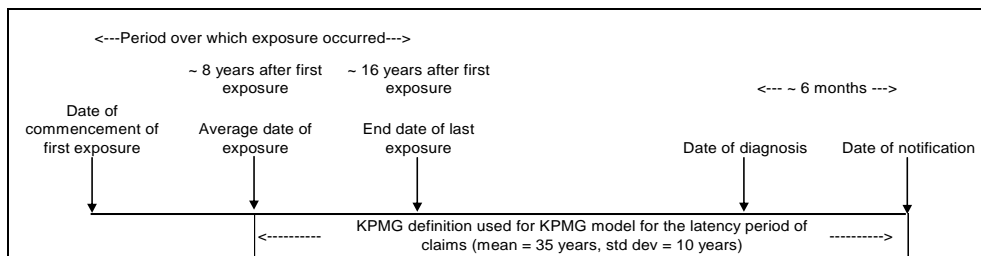 <---Period over which exposure occurred--->
~ 8 years after first
exposure
~ 16 years after first
exposure
<--- ~ 6 months --->
Date of
commencement of
first exposure
Average date of
exposure
End date of last
exposure
Date of diagnosis
Date of notification
<----------
KPMG definition used for KPMG model for the latency period of
claims (mean = 35 years, std dev = 10 years)
---------->